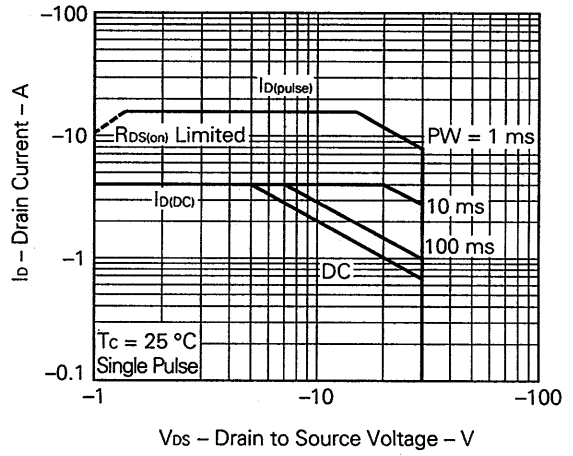 –100
ID(pulse)
–10
RDS(on) Limited
PW = 1 ms
ID(DC)
10 ms
100 ms
–1
DC
TC = 25 °C
Single Pulse
–0.1
–1
–10
–100
ID – Drain Current – A
VDS – Drain to Source Voltage – V